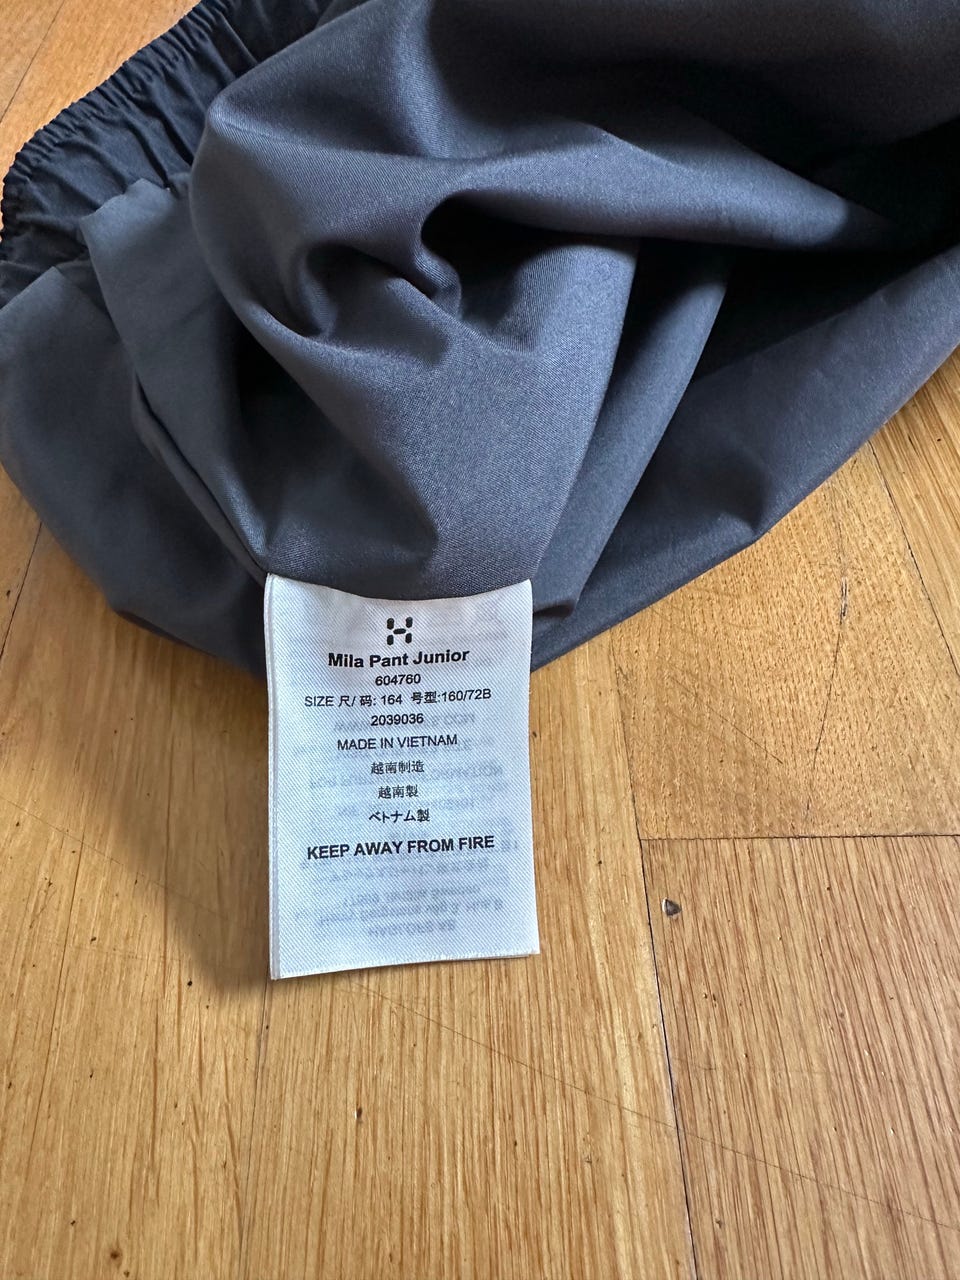 Mila Pant Junior
604760
SIZE 尺/ 码: 164 号型:160/72B
2039036
MADE IN VIETNAM
越南制造
越南製
ベトナム製
KEEP AWAY FROM FIRE